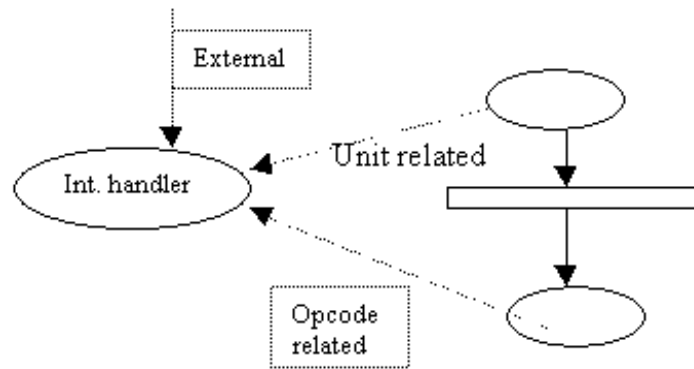 External
Unit related
Int. handler
Opcode
related